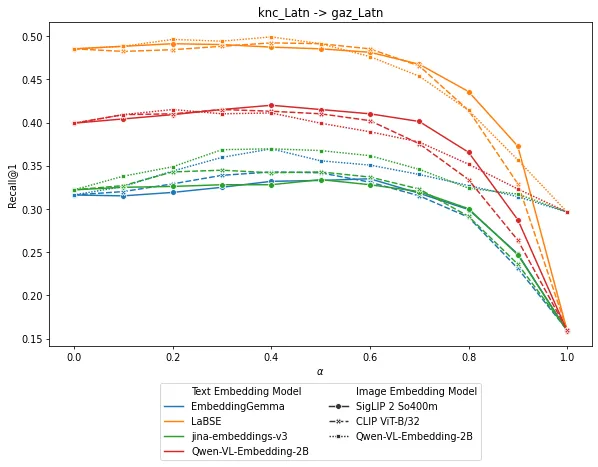 knc_Latn -> gaz_Latn
Recall@1
0.50
0.45
0.40
0.35
0.30
0.25
0.20
0.15
0.0 0.2 0.4 0.6 0.8 1.0
α
Text Embedding Model
EmbeddingGemma
LaBSE
jina-embeddings-v3
Qwen-VL-Embedding-2B
Image Embedding Model
SigLIP 2 So400m
CLIP ViT-B/32
Qwen-VL-Embedding-2B